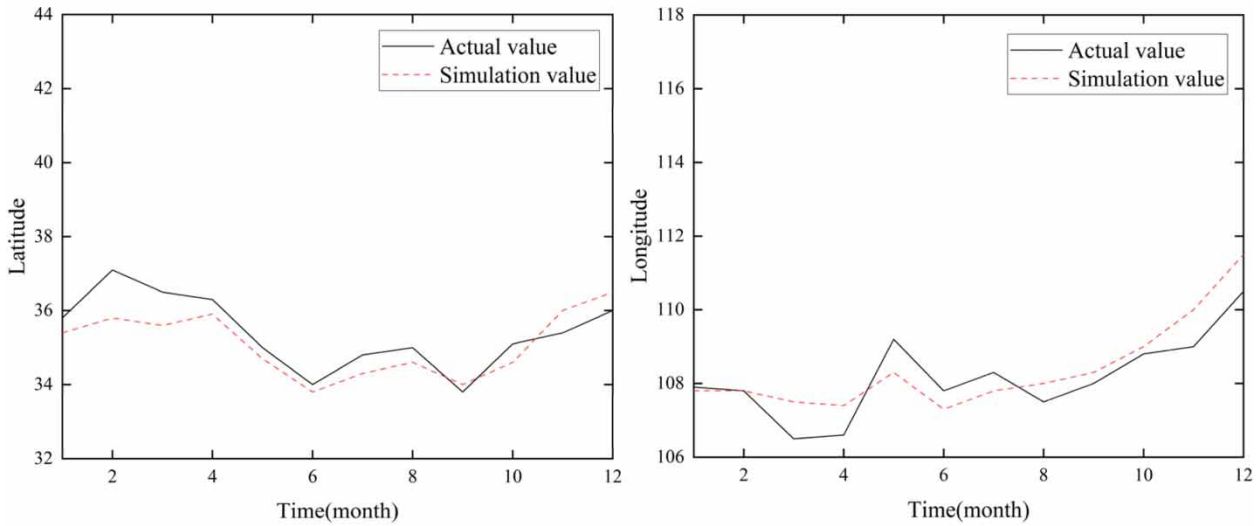 44
42
40
38
36
34
32
Latitude
Actual value
Simulation value
2 4 6 8 10 12
Time(month)
118
116
114
112
110
108
106
Longitude
Actual value
Simulation value
2 4 6 8 10 12
Time(month)